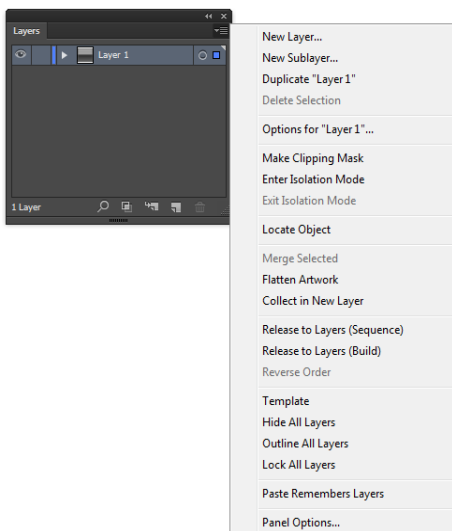 Layers
Layer 1
1 Layer
New Layer...
New Sublayer...
Duplicate "Layer 1"
Delete Selection
Options for "Layer 1"...
Make Clipping Mask
Enter Isolation Mode
Exit Isolation Mode
Locate Object
Merge Selected
Flatten Artwork
Collect in New Layer
Release to Layers (Sequence)
Release to Layers (Build)
Reverse Order
Template
Hide All Layers
Outline All Layers
Lock All Layers
Paste Remembers Layers
Panel Options...